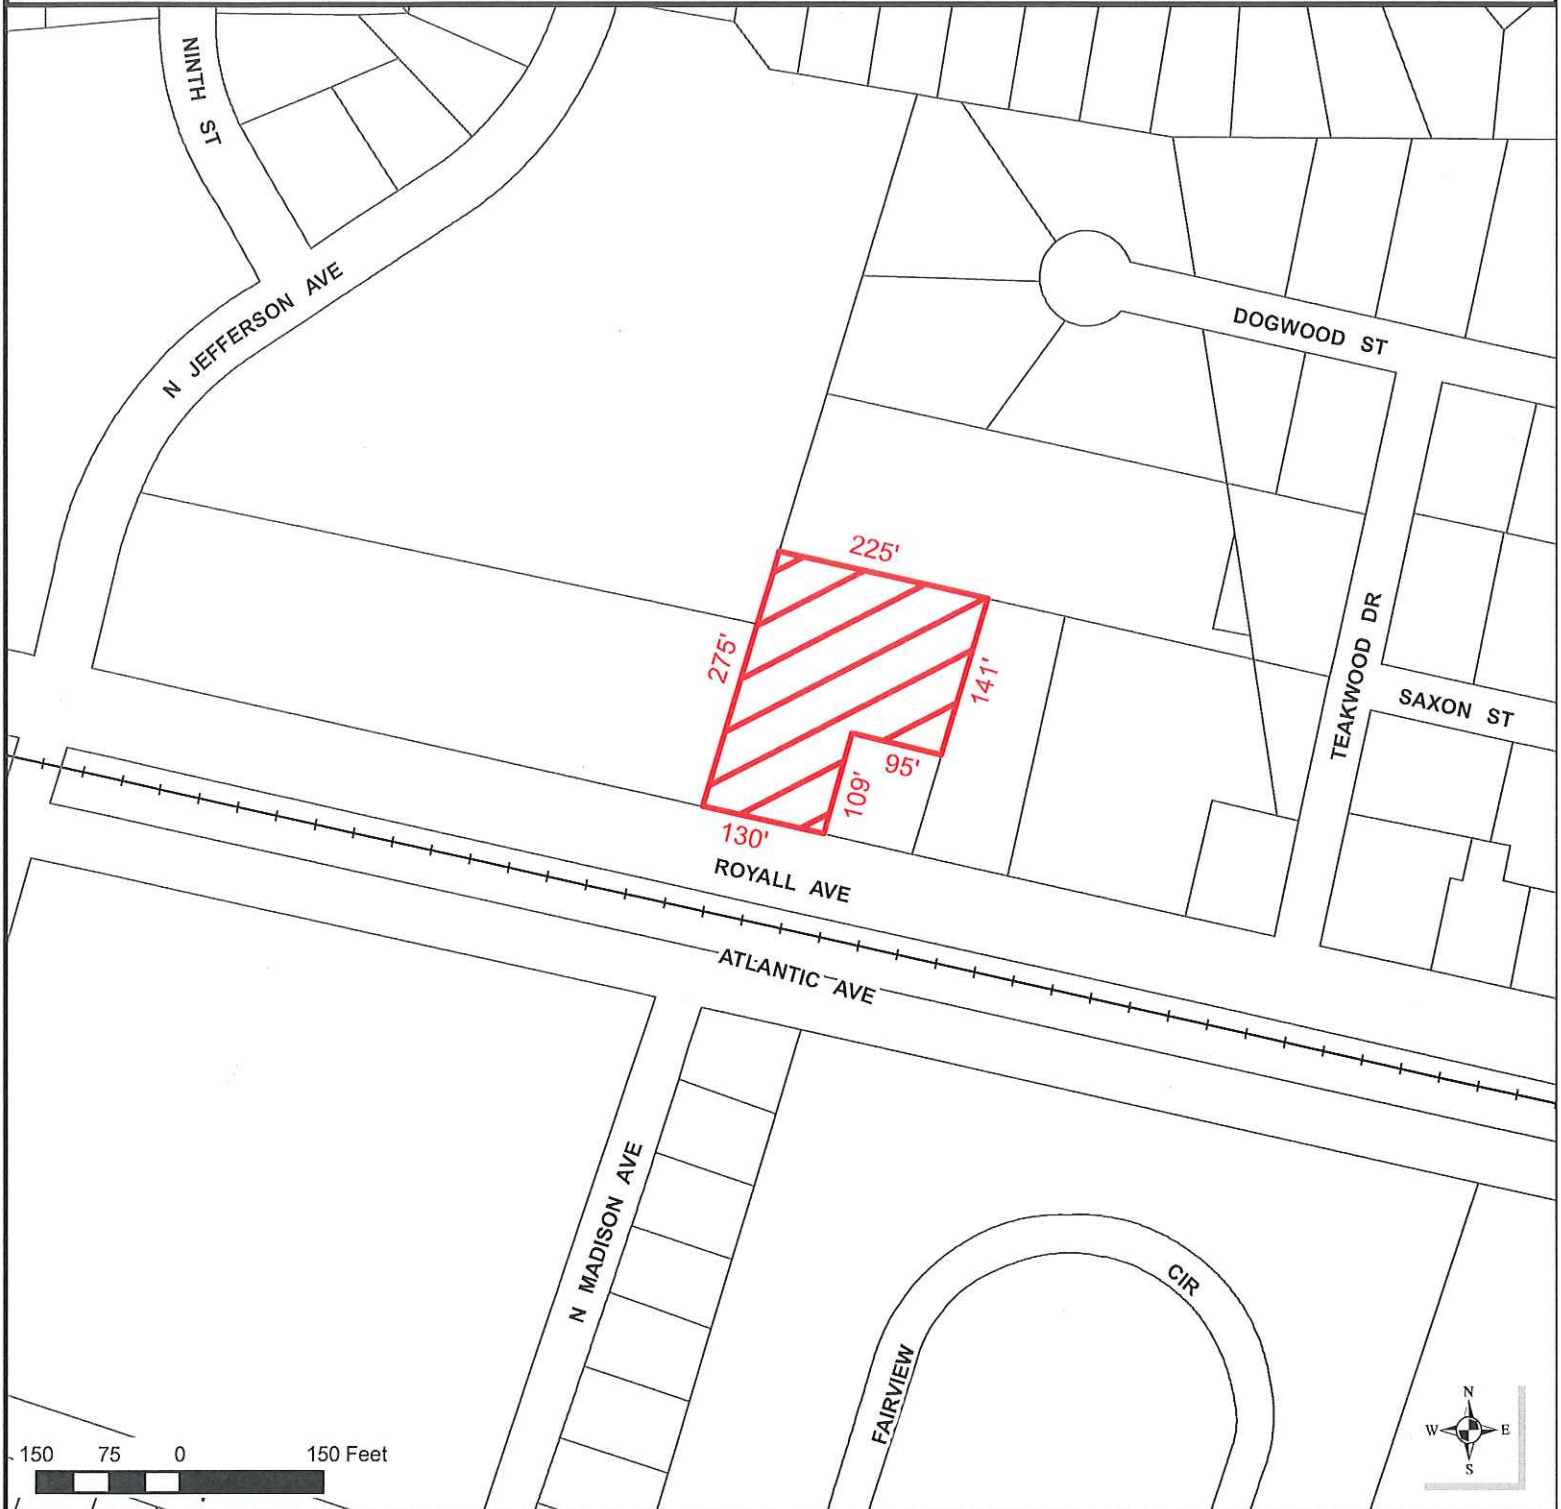 NINTH ST
N JEFFERSON AVE
DOGWOOD ST
225'
275'
141'
TEAKWOOD DR
SAXON ST
95'
109'
130'
ROYALL AVE
ATLANTIC AVE
N MADISON AVE
CIR
FAIRVIEW
N
W E
S
150 75 0 150 Feet